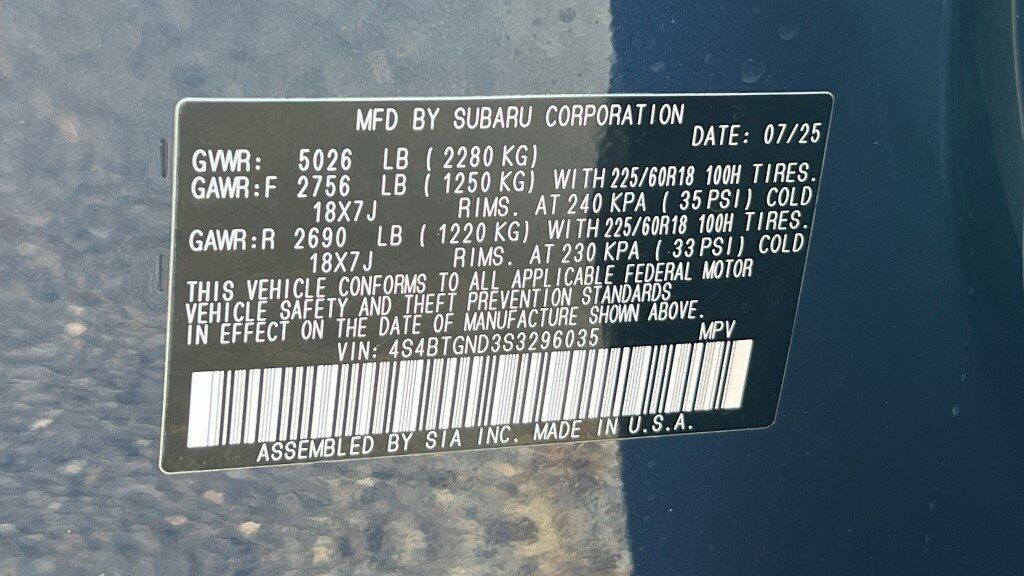 MFD BY SUBARU CORPORATION
DATE: 07/25
GVWR: 5026 LB ( 2280 KG)
GAWR:F 2756 LB ( 1250 KG) WITH 225/60R18 100H TIRES.
18X7J RIMS. AT 240 KPA ( 35 PSI) COLD
GAWR:R 2690 LB ( 1220 KG) WITH 225/60R18 100H TIRES.
18X7J RIMS. AT 230 KPA ( 33 PSI) COLD
THIS VEHICLE CONFORMS TO ALL APPLICABLE FEDERAL MOTOR
VEHICLE SAFETY AND THEFT PREVENTION STANDARDS
IN EFFECT ON THE DATE OF MANUFACTURE SHOWN ABOVE.
VIN: 4S4BTGND3S3296035 MPV
ASSEMBLED BY SIA INC. MADE IN U.S.A.